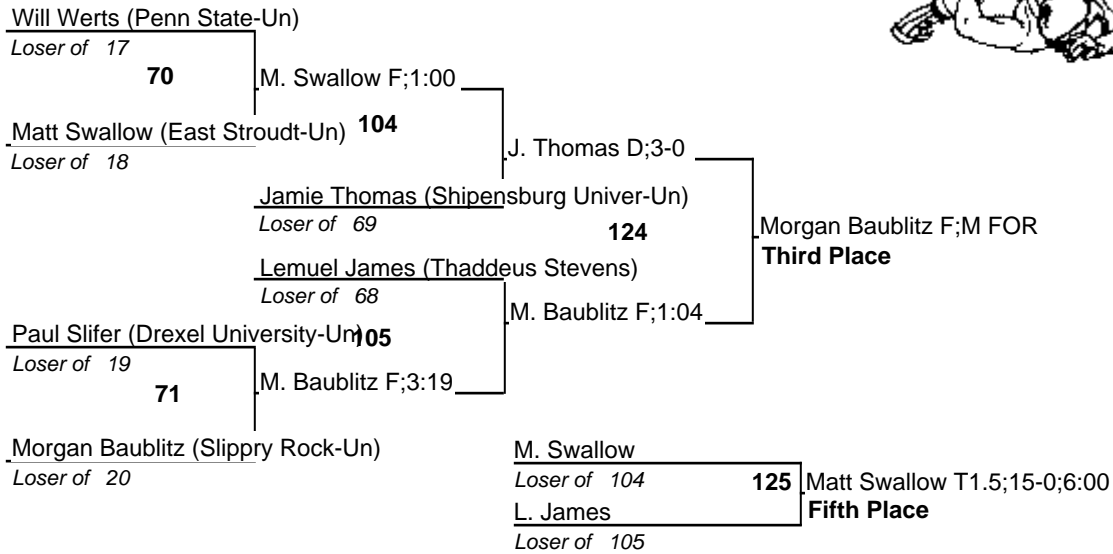 Will Werts (Penn State-Un)
Loser of 17
70
M. Swallow F;1:00
Matt Swallow (East Stroudt-Un)
104
Loser of 18
J. Thomas D;3-0
Jamie Thomas (Shipensburg Univer-Un)
Loser of 69
124
Morgan Baublitz F;M FOR
Third Place
Lemuel James (Thaddeus Stevens)
Loser of 68
M. Baublitz F;1:04
Paul Slifer (Drexel University-Un)
105
Loser of 19
71
M. Baublitz F;3:19
Morgan Baublitz (Slippry Rock-Un)
Loser of 20
M. Swallow
Loser of 104
125
Matt Swallow T1.5;15-0;6:00
Fifth Place
L. James
Loser of 105